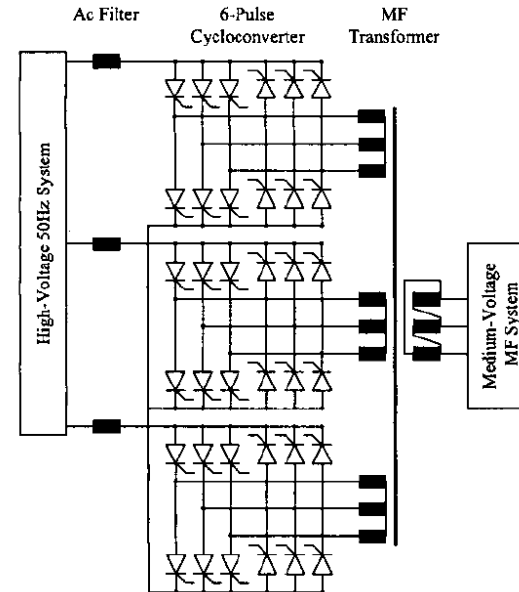 Ac Filter
6-Pulse
Cycloconverter
MF
Transformer
High-Voltage 50Hz System
Medium-Voltage
MF System